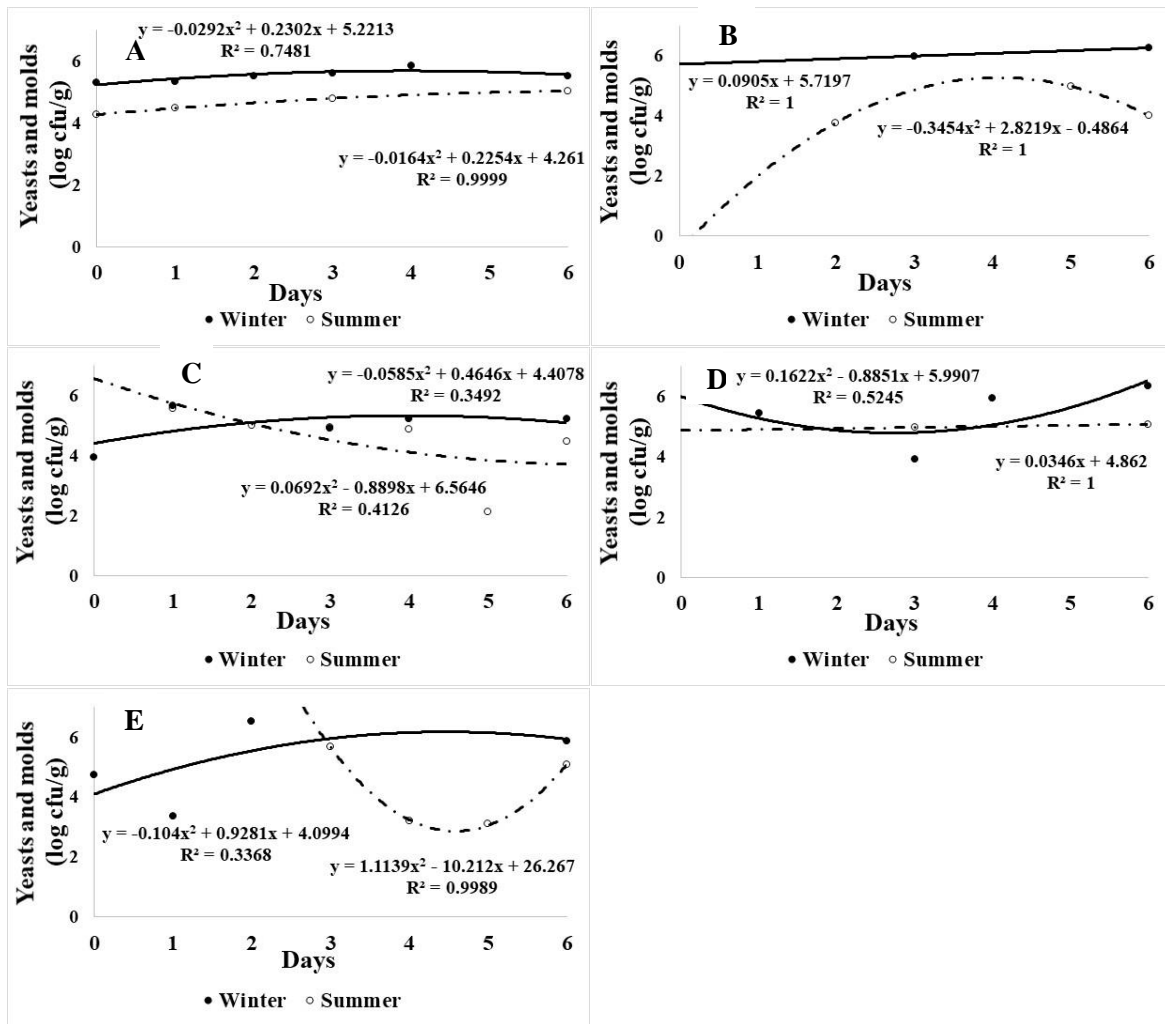 A
y = -0.0292x² + 0.2302x + 5.2213
R² = 0.7481
y = -0.0164x² + 0.2254x + 4.261
R² = 0.9999
Yeasts and molds
(log cfu/g)
6
4
2
0
0 1 2 3 4 5 6
Days
Winter Summer
B
y = 0.0905x + 5.7197
R² = 1
y = -0.3454x² + 2.8219x - 0.4864
R² = 1
Yeasts and molds
(log cfu/g)
6
4
2
0
0 1 2 3 4 5 6
Days
Winter Summer
C
y = -0.0585x² + 0.4646x + 4.4078
R² = 0.3492
y = 0.0692x² - 0.8898x + 6.5646
R² = 0.4126
Yeasts and molds
(log cfu/g)
6
4
2
0
0 1 2 3 4 5 6
Days
Winter Summer
D
y = 0.1622x² - 0.8851x + 5.9907
R² = 0.5245
y = 0.0346x + 4.862
R² = 1
Yeasts and molds
(log cfu/g)
6
4
2
0
0 1 2 3 4 5 6
Days
Winter Summer
E
y = -0.104x² + 0.9281x + 4.0994
R² = 0.3368
y = 1.1139x² - 10.212x + 26.267
R² = 0.9989
Yeasts and molds
(log cfu/g)
6
4
2
0
0 1 2 3 4 5 6
Days
Winter Summer